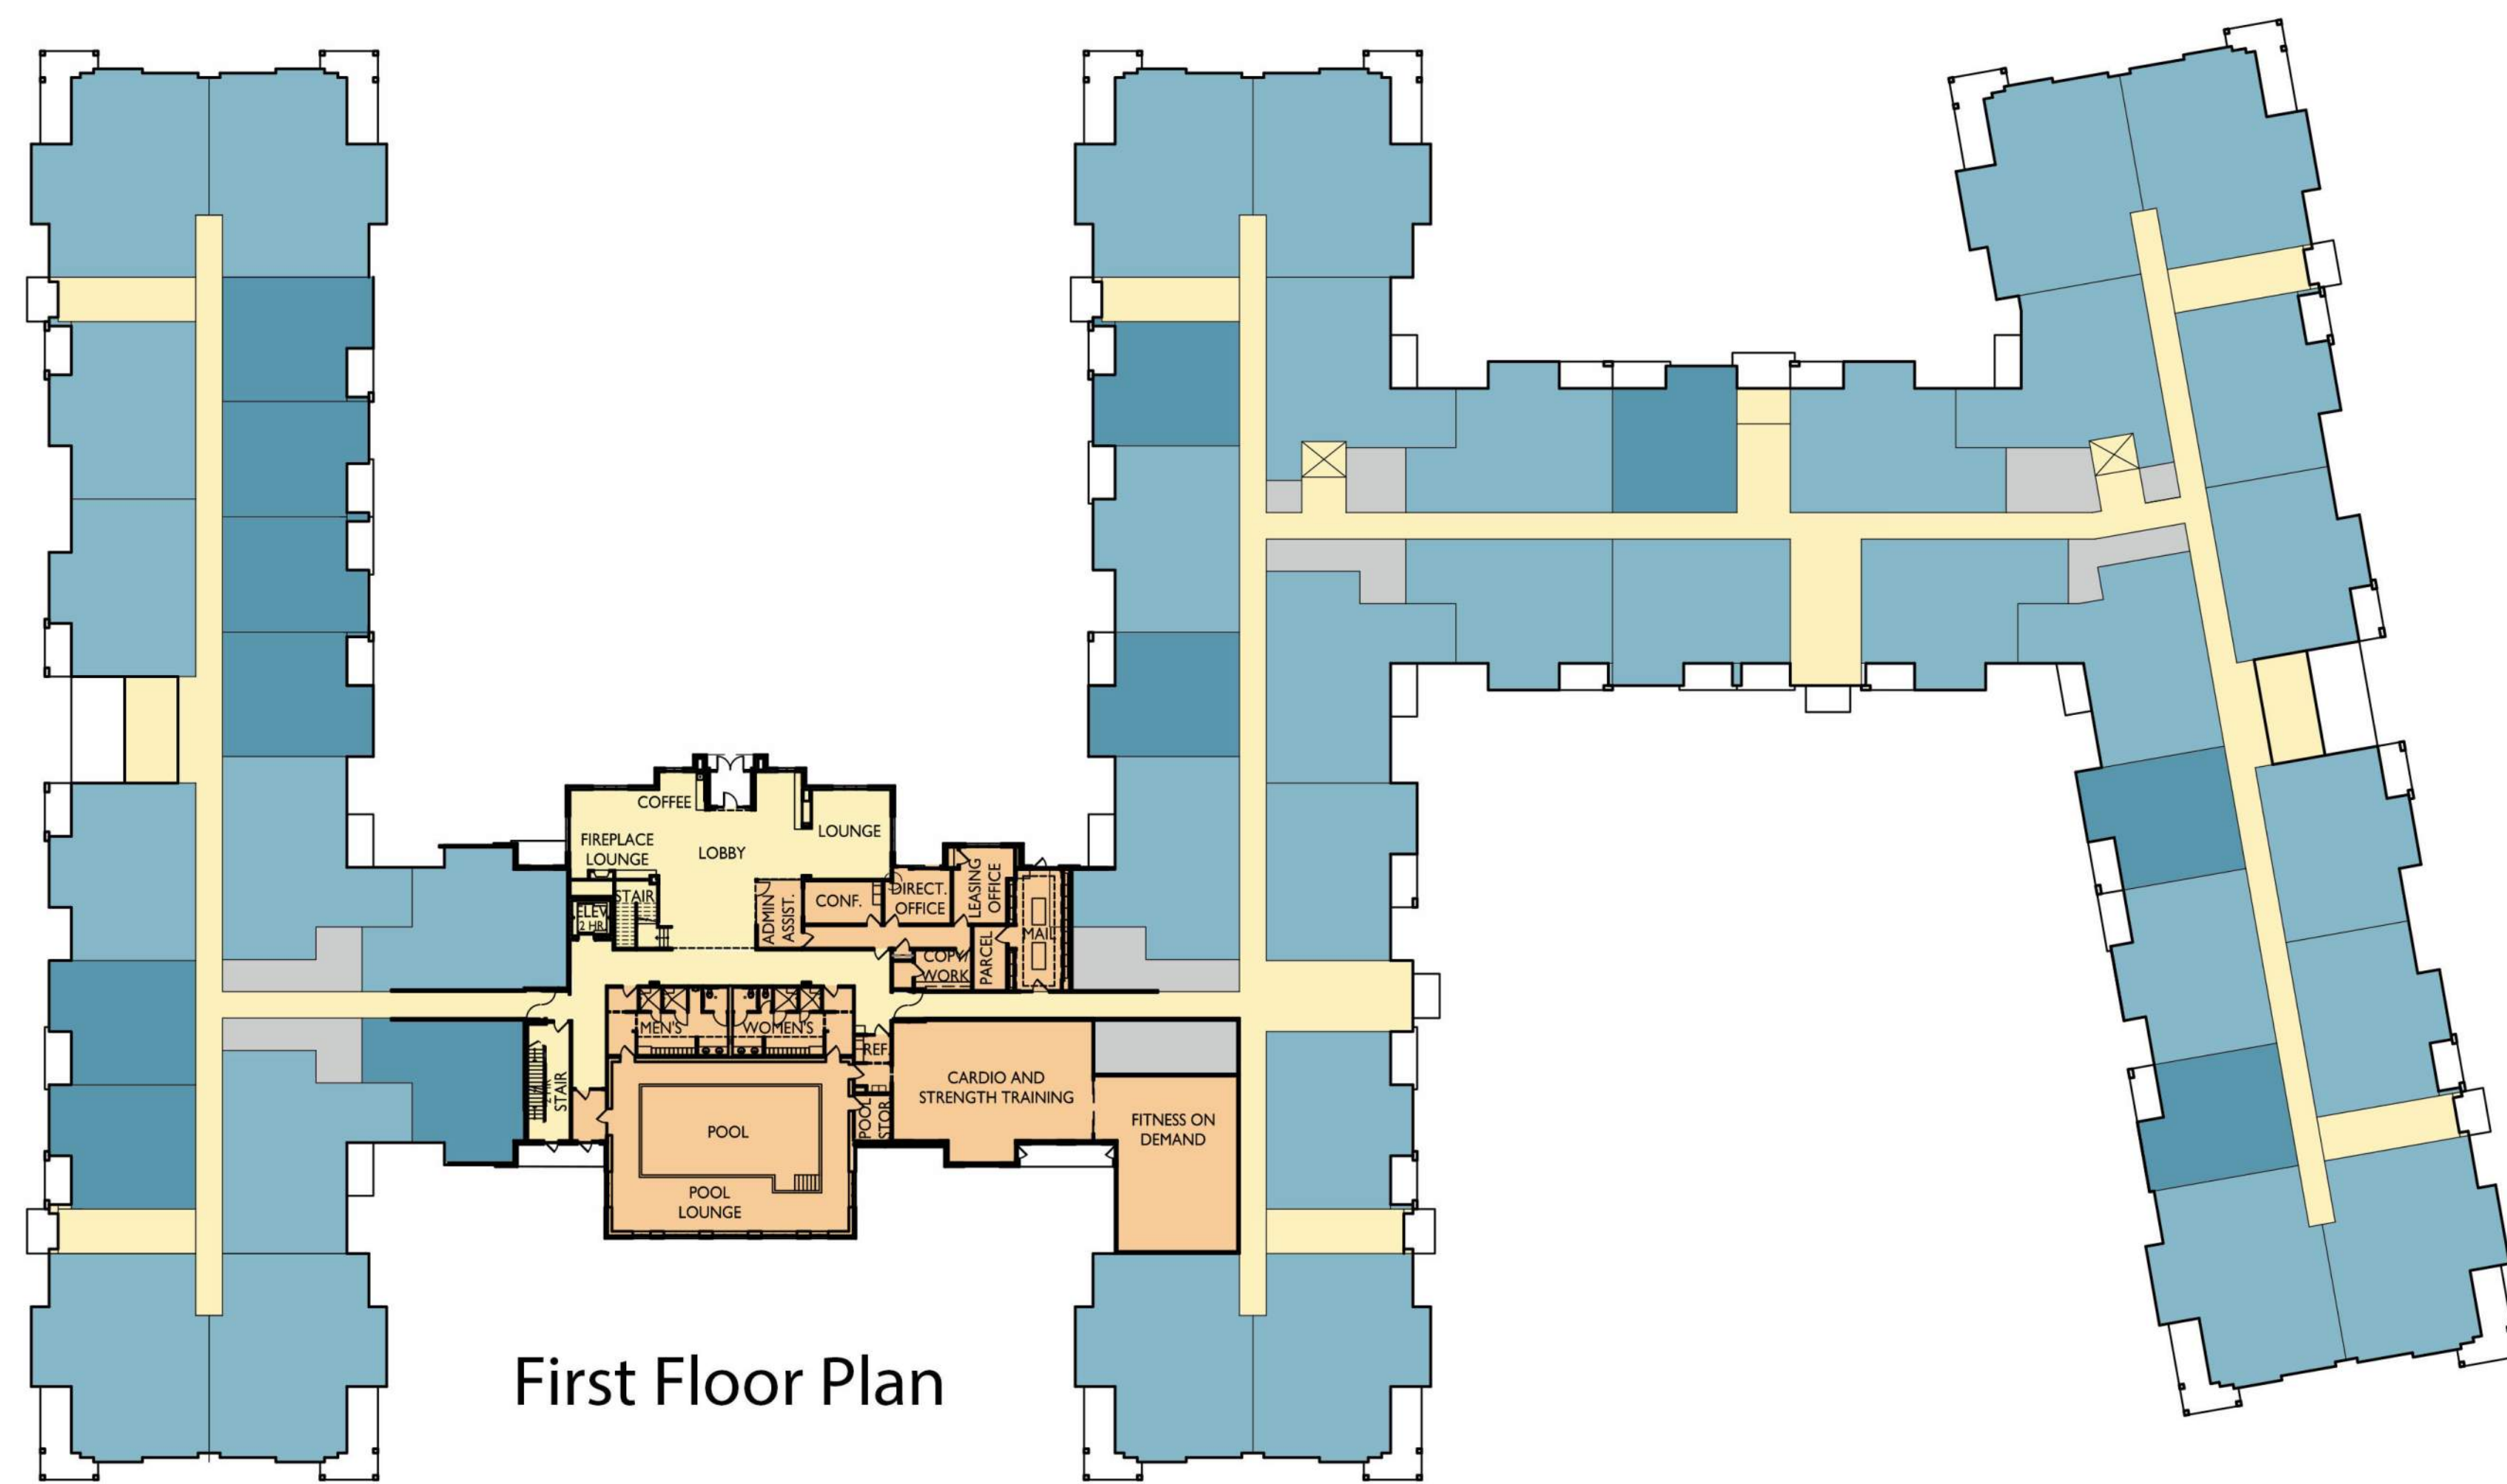 COFFEE
LOUNGE
FIREPLACE
LOUNGE
LOBBY
STAIR
ELEV.
2 HR
ADMIN
ASSIST.
CONF.
DIRECT.
OFFICE
LEASING
OFFICE
MAIL
PARCEL
COPY/
WORK
MEN'S
WOMEN'S
REF.
2 HR
STAIR
POOL
STOR.
CARDIO AND
STRENGTH TRAINING
FITNESS ON
DEMAND
POOL
POOL
LOUNGE
First Floor Plan